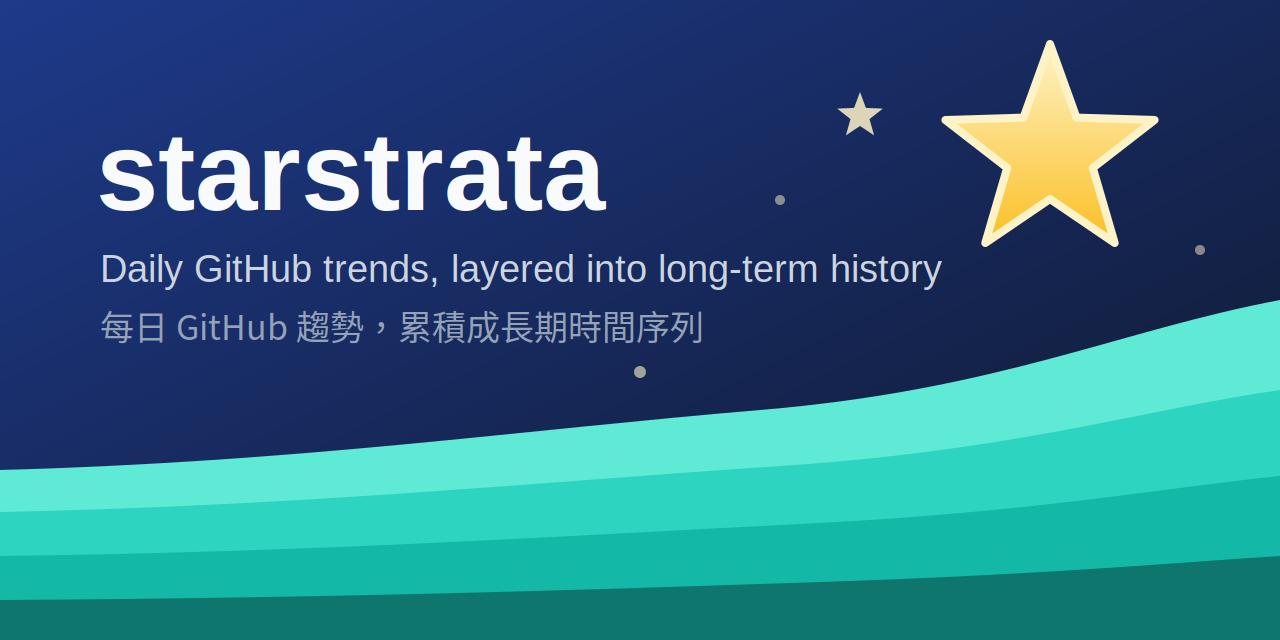 starstrata
Daily GitHub trends, layered into long-term history
每日 GitHub 趨勢，累積成長期時間序列